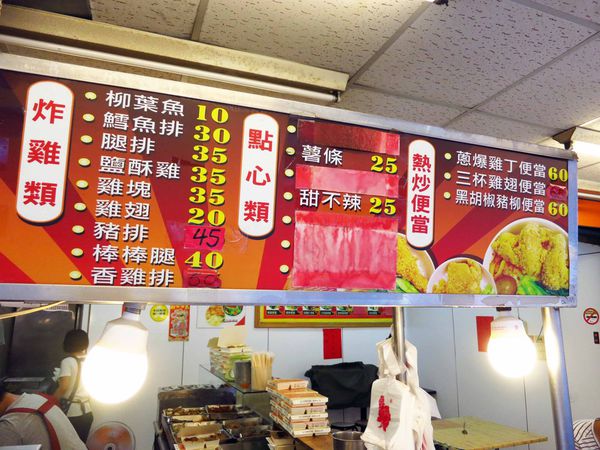 炸雞類
柳葉魚 10
鱈魚排 30
腿排 35
鹽酥雞 35
雞塊 35
雞翅 20
豬排 45
棒棒腿 40
香雞排
點心類
薯條 25
甜不辣 25
熱炒便當
蔥爆雞丁便當 60
三杯雞翅便當
黑胡椒豬柳便當 60